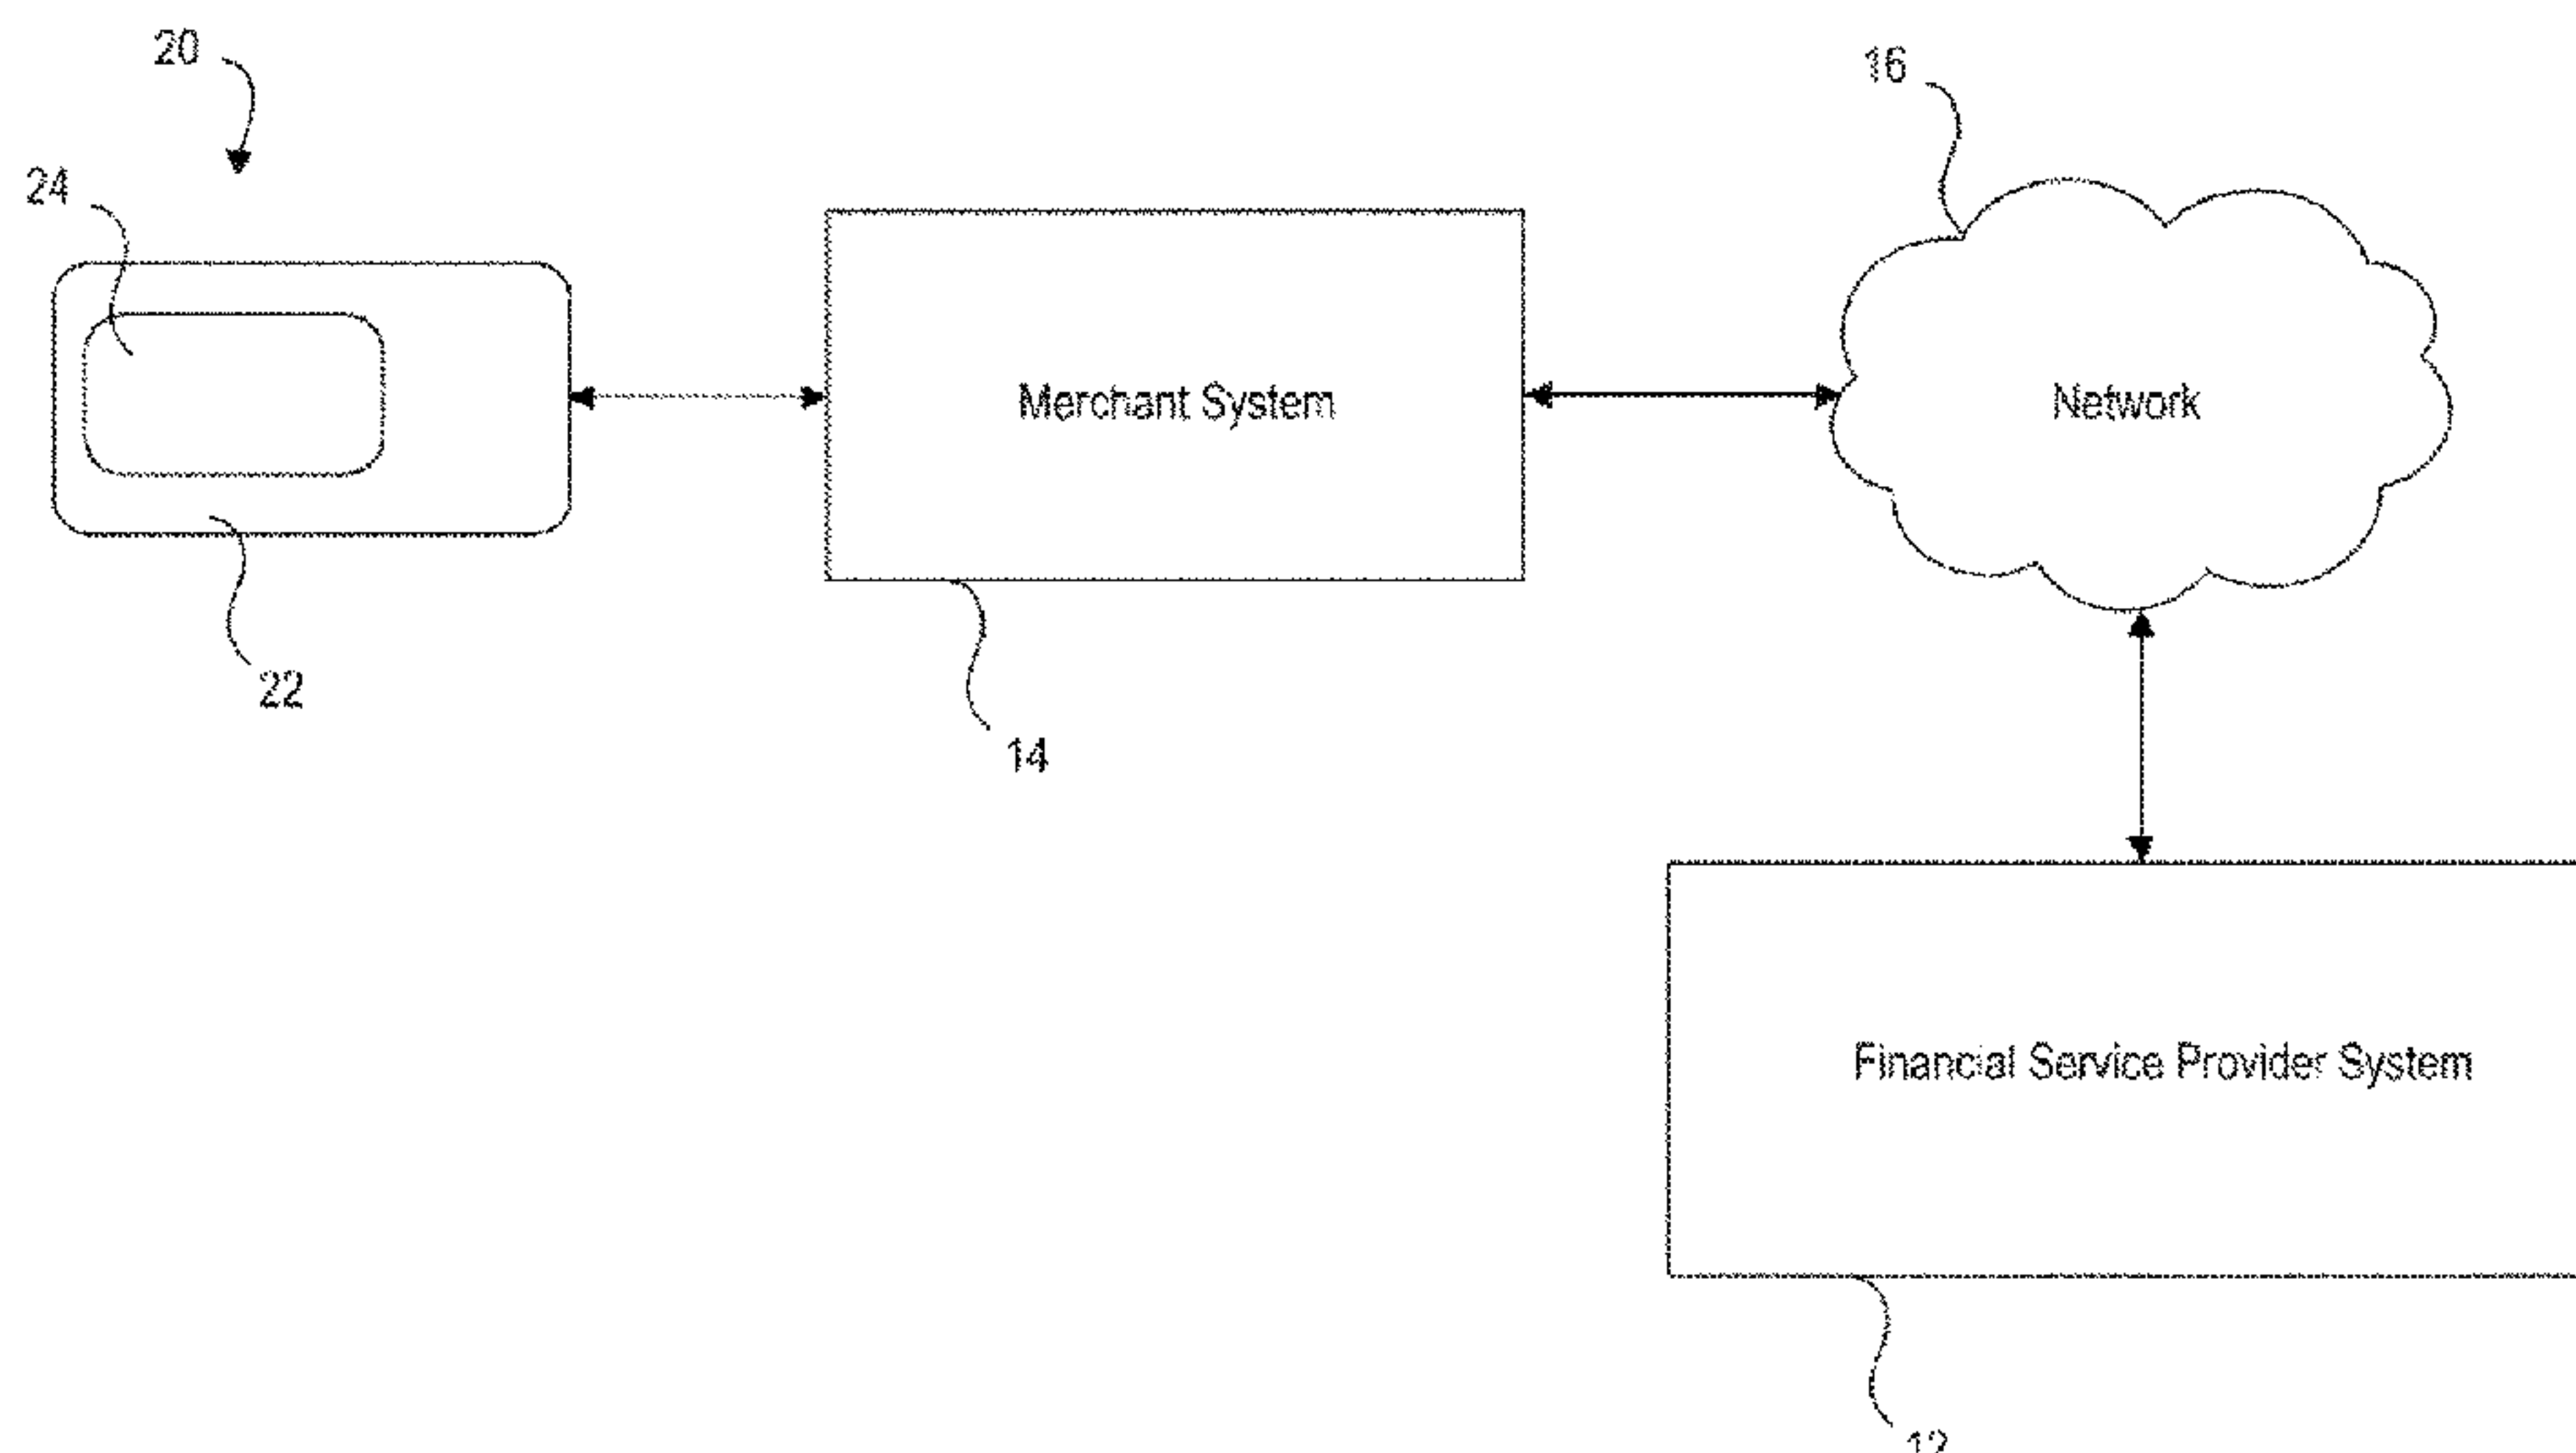 20
16
24
Merchant System
Network
22
14
Financial Service Provider System